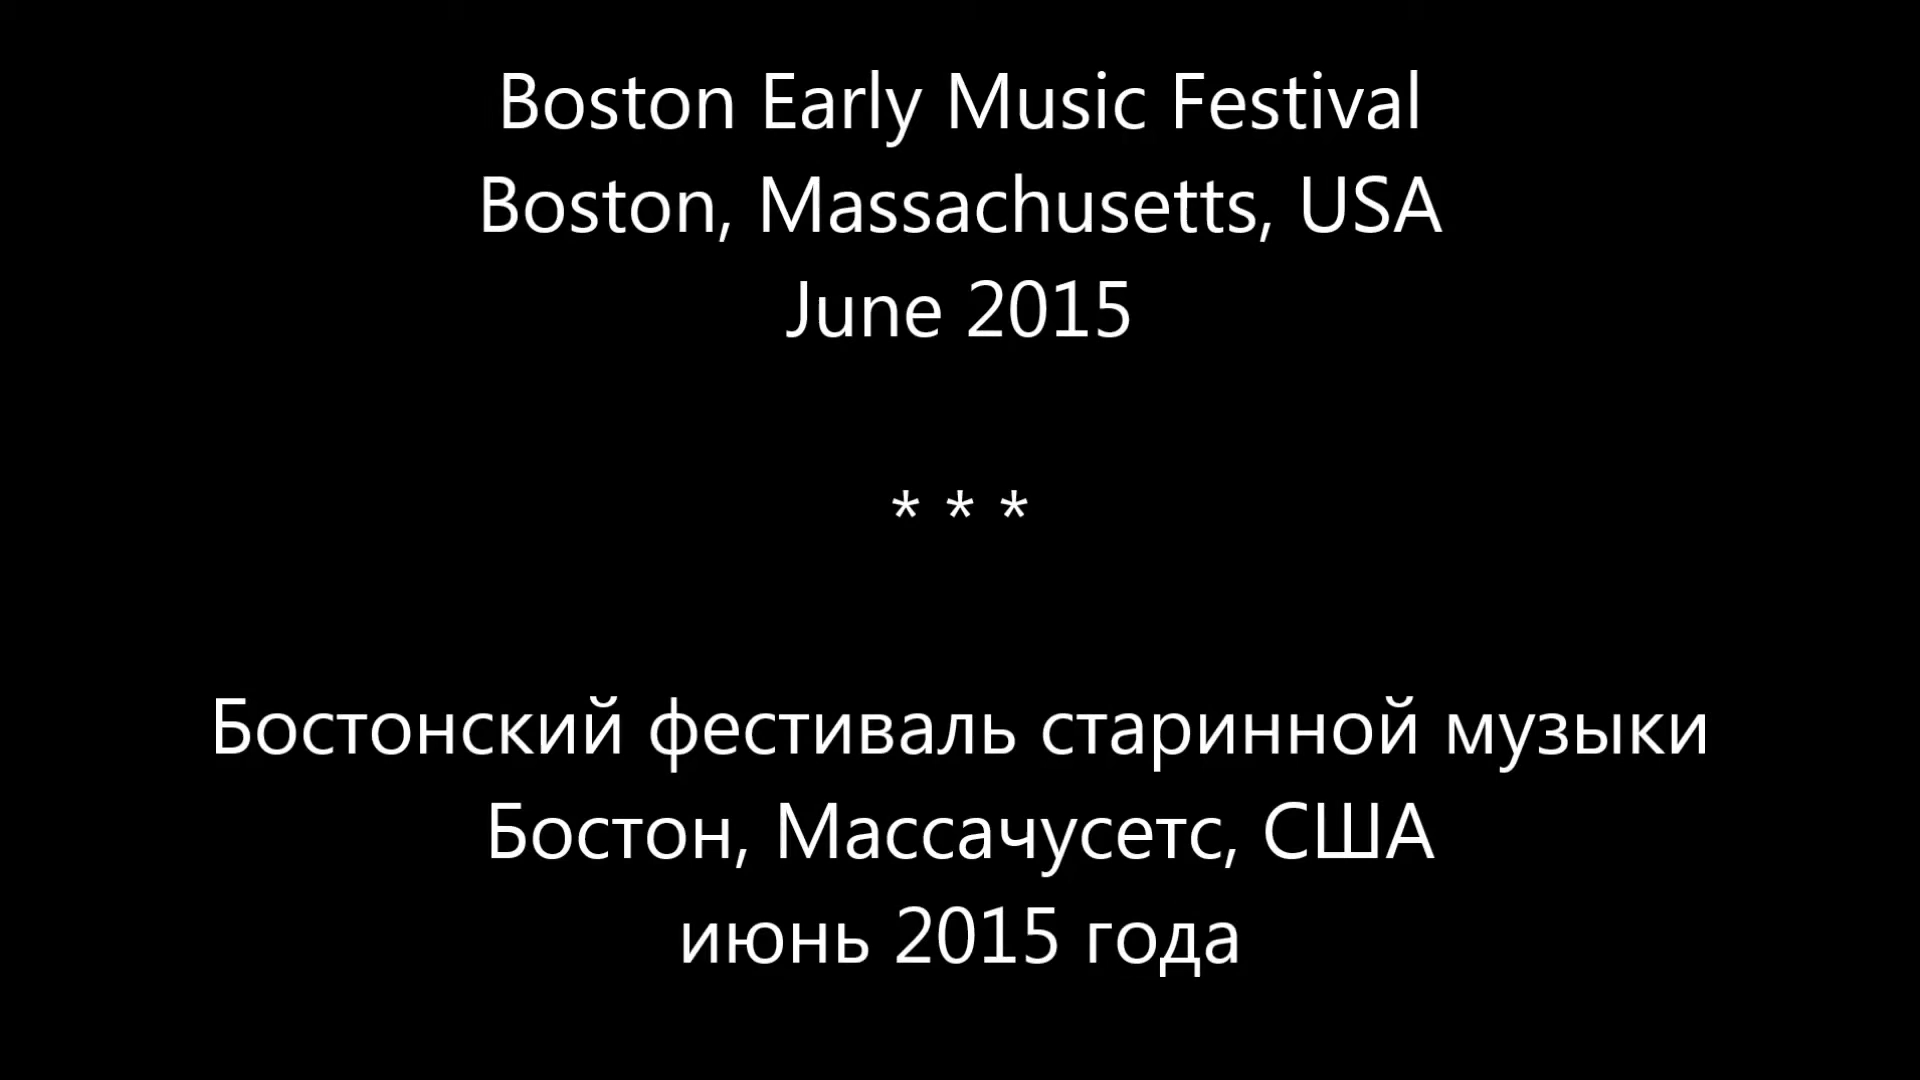 Boston Early Music Festival
Boston, Massachusetts, USA
June 2015
* * *
Бостонский фестиваль старинной музыки
Бостон, Массачусетс, США
июнь 2015 года